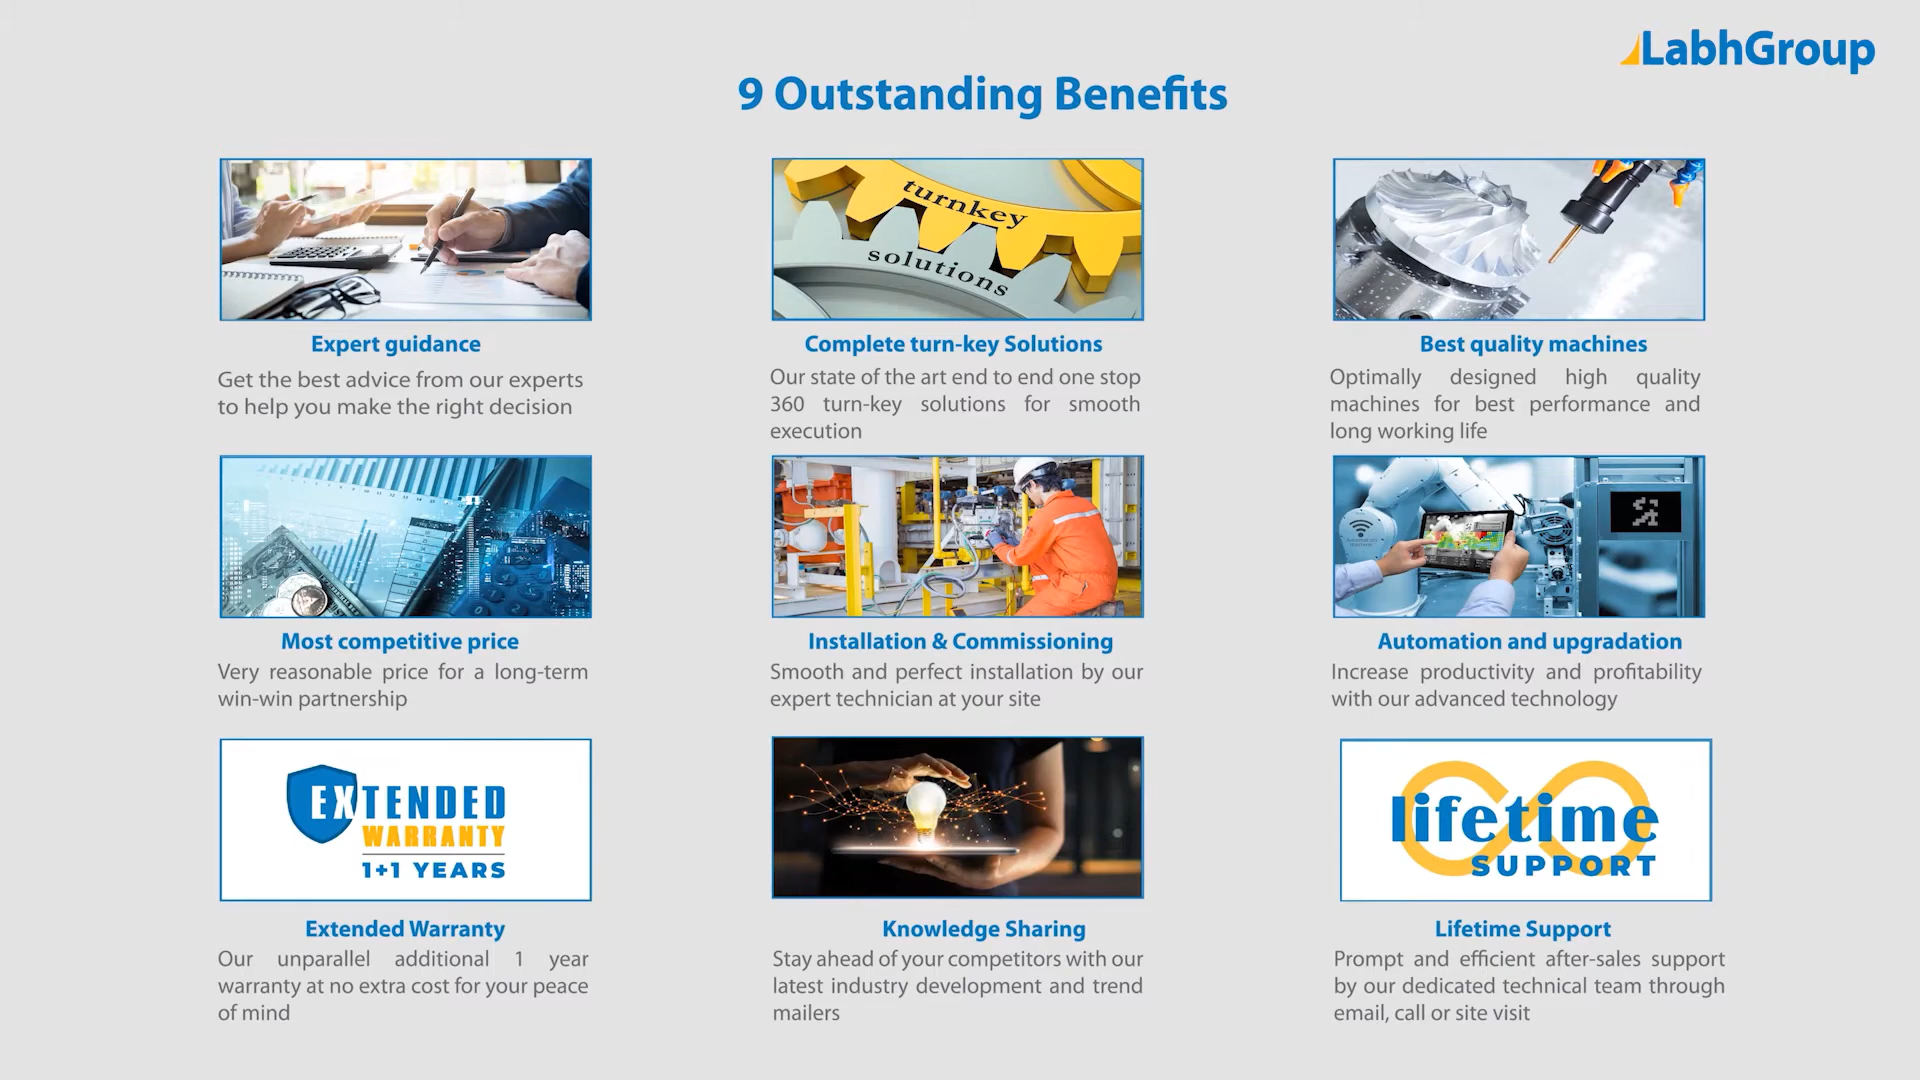 LabhGroup
9 Outstanding Benefits
turnkey
solutions
Expert guidance
Get the best advice from our experts
to help you make the right decision
Complete turn-key Solutions
Our state of the art end to end one stop
360 turn-key solutions for smooth
execution
Best quality machines
Optimally designed high quality
machines for best performance and
long working life
Most competitive price
Very reasonable price for a long-term
win-win partnership
Installation & Commissioning
Smooth and perfect installation by our
expert technician at your site
Automation and upgradation
Increase productivity and profitability
with our advanced technology
EXTENDED
WARRANTY
1+1 YEARS
Extended Warranty
Our unparallel additional 1 year
warranty at no extra cost for your peace
of mind
Knowledge Sharing
Stay ahead of your competitors with our
latest industry development and trend
mailers
lifetime
SUPPORT
Lifetime Support
Prompt and efficient after-sales support
by our dedicated technical team through
email, call or site visit